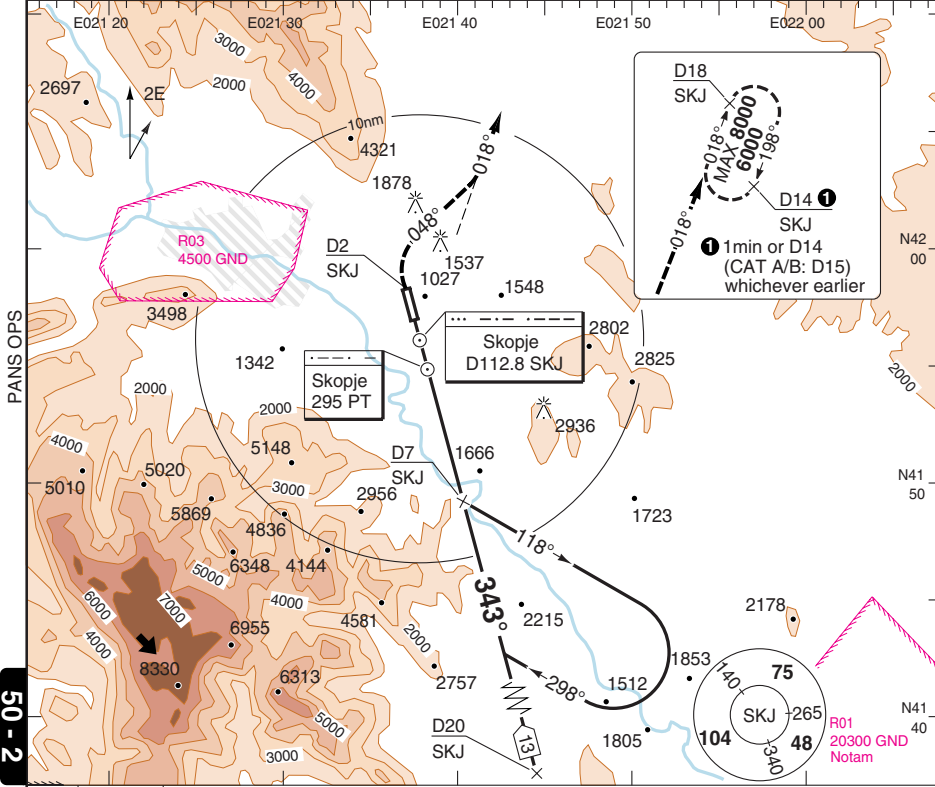 E021 20
E021 30
E021 40
E021 50
E022 00
3000
2000
4000
2697
2E
10nm
4321
1878
018°
048°
1537
D18
SKJ
018°
MAX 8000
6000
198°
D14 1
SKJ
018°
1 1min or D14
(CAT A/B: D15)
whichever earlier
N42
00
R03
4500 GND
D2
SKJ
1027
1548
3498
1342
Skopje
D112.8 SKJ
2802
2825
Skopje
295 PT
PANS OPS
2000
2000
2000
2936
4000
5148
D7
SKJ
1666
5010
5020
3000
2956
N41
50
5869
4836
1723
118°
6348
4144
5000
4000
343°
6000
7000
4581
2215
2178
4000
6955
2000
8330
2757
298°
1512
1853
6313
140
75
SKJ
265
104
48
340
N41
40
R01
20300 GND
Notam
5000
D20
SKJ
13
1805
3000
50 - 2